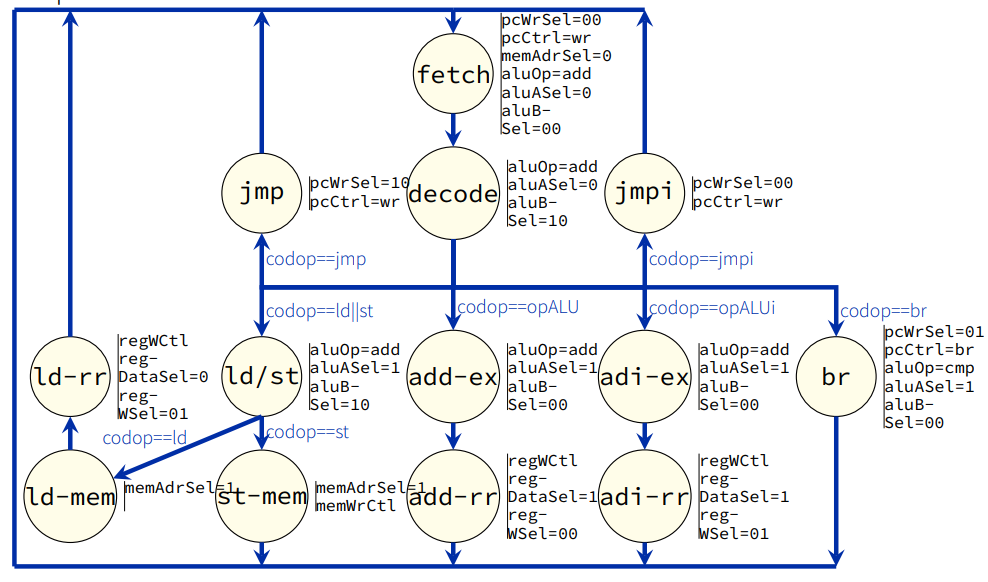 pcWrSel=00
pcCtrl=wr
memAdrSel=0
aluOp=add
aluASel=0
aluB-
Sel=00
fetch
jmp
pcWrSel=10
pcCtrl=wr
decode
aluOp=add
aluASel=0
aluB-
Sel=10
jmpi
pcWrSel=00
pcCtrl=wr
codop==jmp
codop==jmpi
codop==ld||st
codop==opALU
codop==opALUi
codop==br
ld-rr
regWCtl
reg-
DataSel=0
reg-
WSel=01
ld/st
aluOp=add
aluASel=1
aluB-
Sel=10
add-ex
aluOp=add
aluASel=1
aluB-
Sel=00
adi-ex
aluOp=add
aluASel=1
aluB-
Sel=00
br
pcWrSel=01
pcCtrl=br
aluOp=cmp
aluASel=1
aluB-
Sel=00
codop==ld
codop==st
ld-mem
memAdrSel=1
st-mem
memAdrSel=1
memWrCtl
add-rr
regWCtl
reg-
DataSel=1
reg-
WSel=00
adi-rr
regWCtl
reg-
DataSel=1
reg-
WSel=01